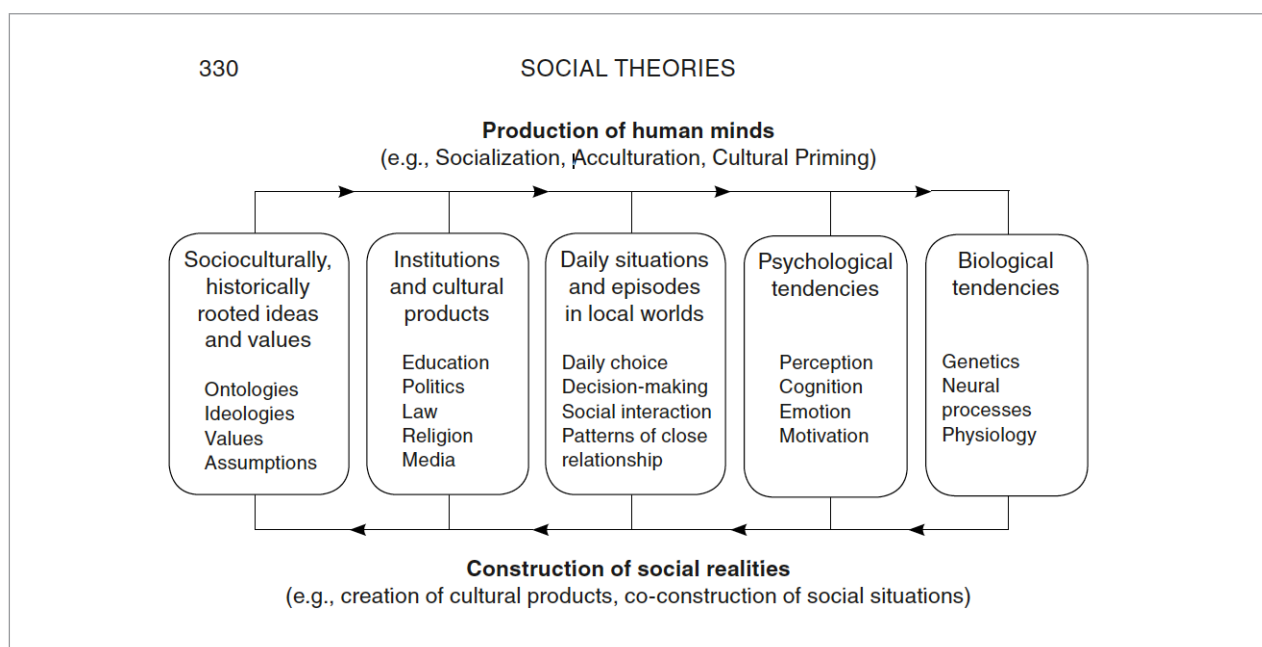 330
SOCIAL THEORIES
Production of human minds
(e.g., Socialization, Acculturation, Cultural Priming)
Socioculturally,
historically
rooted ideas
and values
Ontologies
Ideologies
Values
Assumptions
Institutions
and cultural
products
Education
Politics
Law
Religion
Media
Daily situations
and episodes
in local worlds
Daily choice
Decision-making
Social interaction
Patterns of close
relationship
Psychological
tendencies
Perception
Cognition
Emotion
Motivation
Biological
tendencies
Genetics
Neural
processes
Physiology
Construction of social realities
(e.g., creation of cultural products, co-construction of social situations)